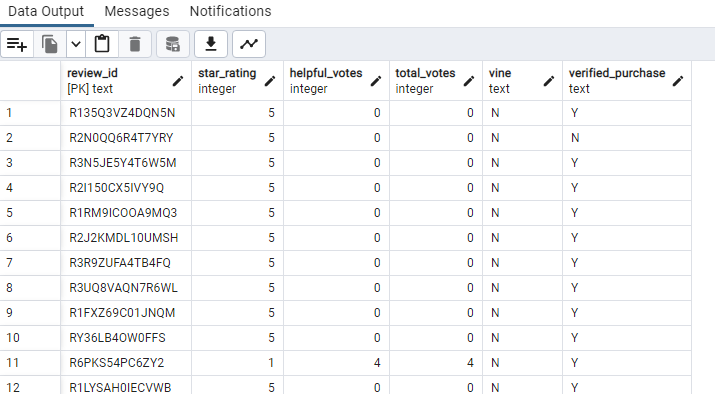 Data Output Messages Notifications
review_id star_rating helpful_votes total_votes vine verified_purchase
[PK] text integer integer integer text text
1 R135Q3VZ4DQN5N 5 0 0 N Y
2 R2N0QQ6R4T7YRY 5 0 0 N N
3 R3N5JE5Y4T6W5M 5 0 0 N Y
4 R2I150CX5IVY9Q 5 0 0 N Y
5 R1RM9ICOOA9MQ3 5 0 0 N Y
6 R2J2KMDL10UMSH 5 0 0 N Y
7 R3R9ZUFA4TB4FQ 5 0 0 N Y
8 R3UQ8VAQN7R6WL 5 0 0 N Y
9 R1FXZ69C01JNQM 5 0 0 N Y
10 RY36LB4OW0FFS 5 0 0 N Y
11 R6PKS54PC6ZY2 1 4 4 N Y
12 R1LYSAH0IECVWB 5 0 0 N Y